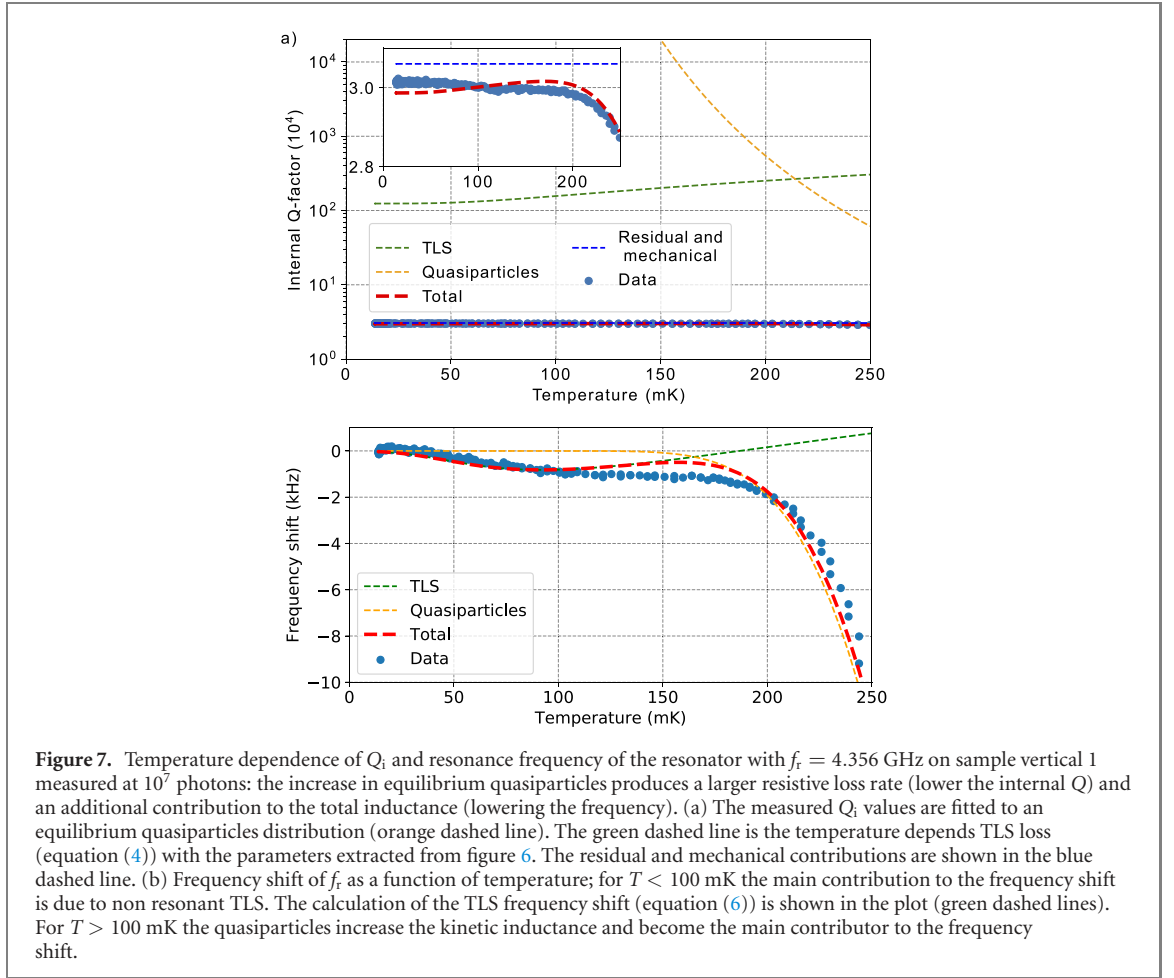 a)
10⁴
10³
10²
10¹
10⁰
Internal Q-factor (10⁴)
3.0
2.8
0 100 200
TLS
Quasiparticles
Total
Residual and
mechanical
Data
0 50 100 150 200 250
Temperature (mK)
0
−2
−4
−6
−8
−10
Frequency shift (kHz)
TLS
Quasiparticles
Total
Data
0 50 100 150 200 250
Temperature (mK)
Figure 7. Temperature dependence of Qᵢ and resonance frequency of the resonator with fᵣ = 4.356 GHz on sample vertical 1
measured at 10⁷ photons: the increase in equilibrium quasiparticles produces a larger resistive loss rate (lower the internal Q) and
an additional contribution to the total inductance (lowering the frequency). (a) The measured Qᵢ values are fitted to an
equilibrium quasiparticles distribution (orange dashed line). The green dashed line is the temperature depends TLS loss
(equation (4)) with the parameters extracted from figure 6. The residual and mechanical contributions are shown in the blue
dashed line. (b) Frequency shift of fᵣ as a function of temperature; for T < 100 mK the main contribution to the frequency shift
is due to non resonant TLS. The calculation of the TLS frequency shift (equation (6)) is shown in the plot (green dashed lines).
For T > 100 mK the quasiparticles increase the kinetic inductance and become the main contributor to the frequency
shift.